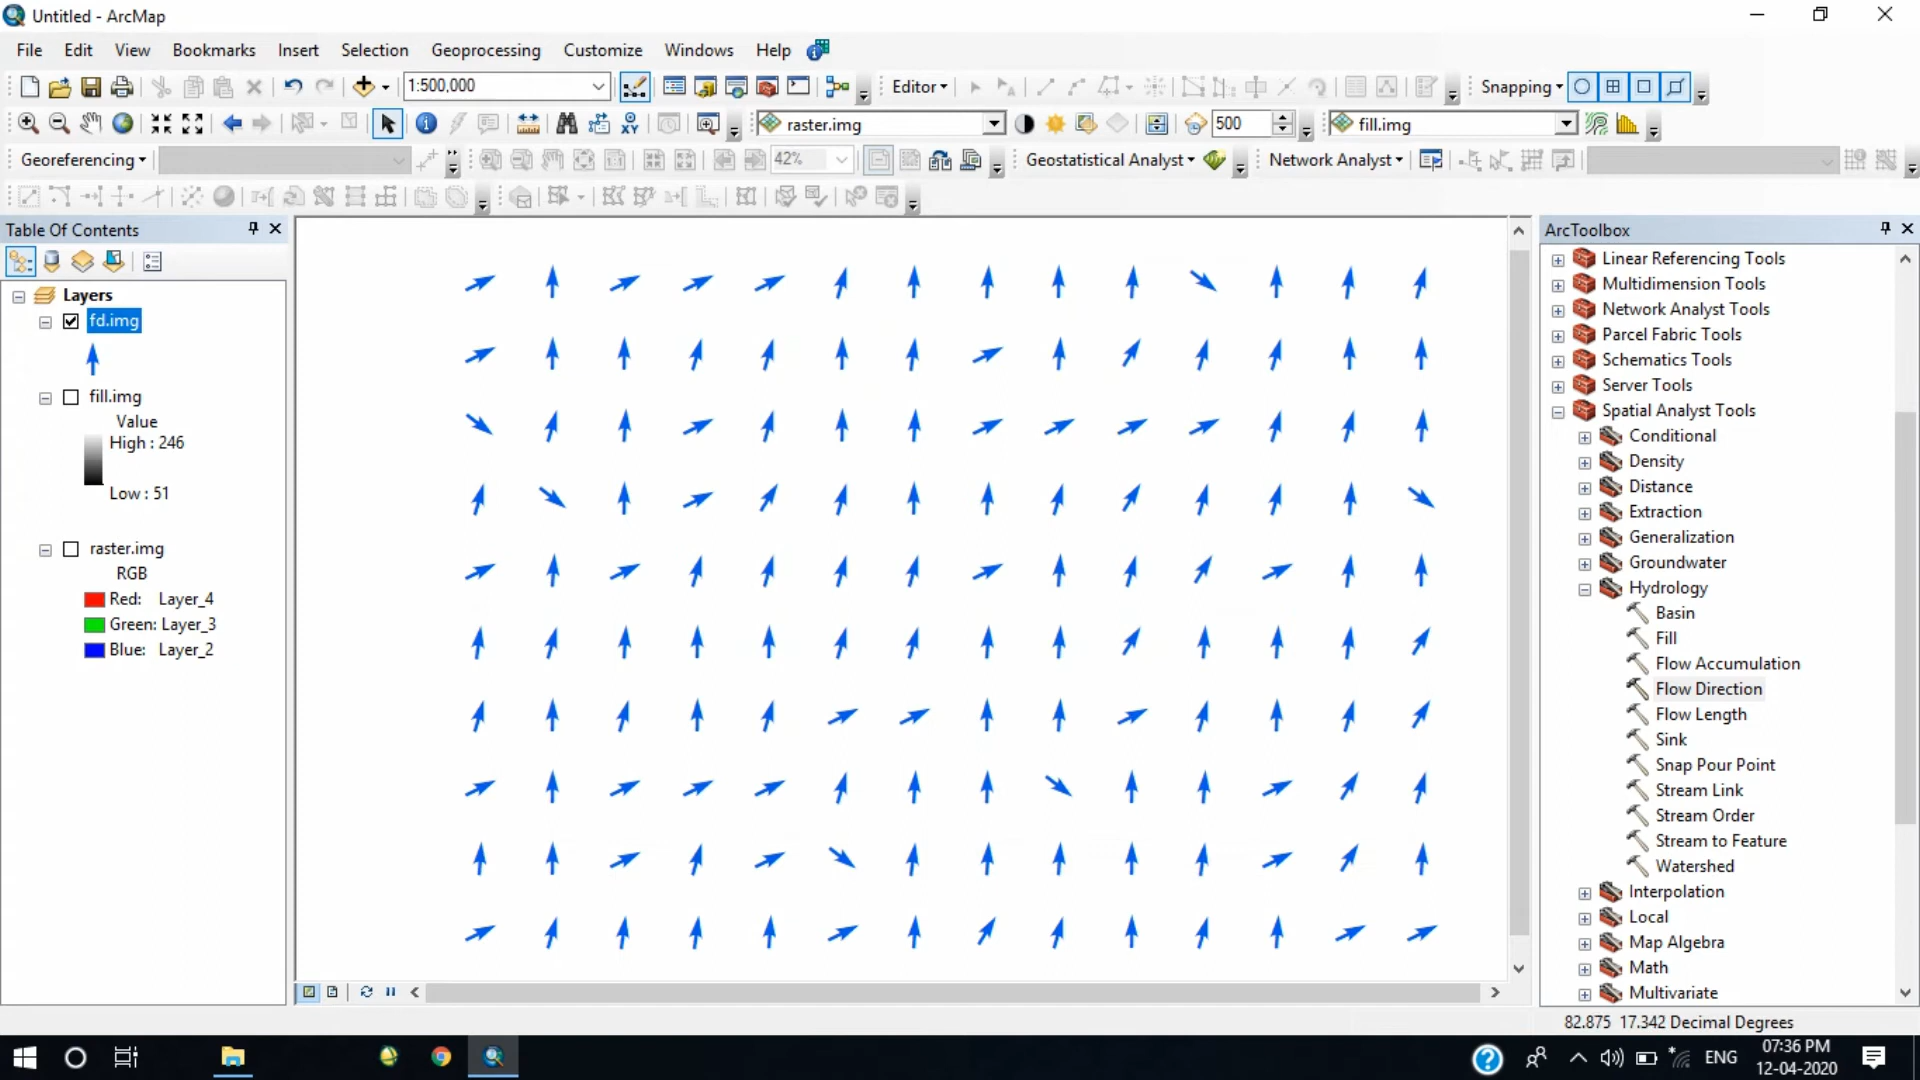 Untitled - ArcMap
File Edit View Bookmarks Insert Selection Geoprocessing Customize Windows Help
1:500,000 Editor Snapping
raster.img 500 fill.img
Georeferencing 42% Geostatistical Analyst Network Analyst
Table Of Contents
Layers
fd.img
fill.img
Value
High : 246
Low : 51
raster.img
RGB
Red: Layer_4
Green: Layer_3
Blue: Layer_2
ArcToolbox
Linear Referencing Tools
Multidimension Tools
Network Analyst Tools
Parcel Fabric Tools
Schematics Tools
Server Tools
Spatial Analyst Tools
Conditional
Density
Distance
Extraction
Generalization
Groundwater
Hydrology
Basin
Fill
Flow Accumulation
Flow Direction
Flow Length
Sink
Snap Pour Point
Stream Link
Stream Order
Stream to Feature
Watershed
Interpolation
Local
Map Algebra
Math
Multivariate
82.875 17.342 Decimal Degrees
ENG
07:36 PM
12-04-2020